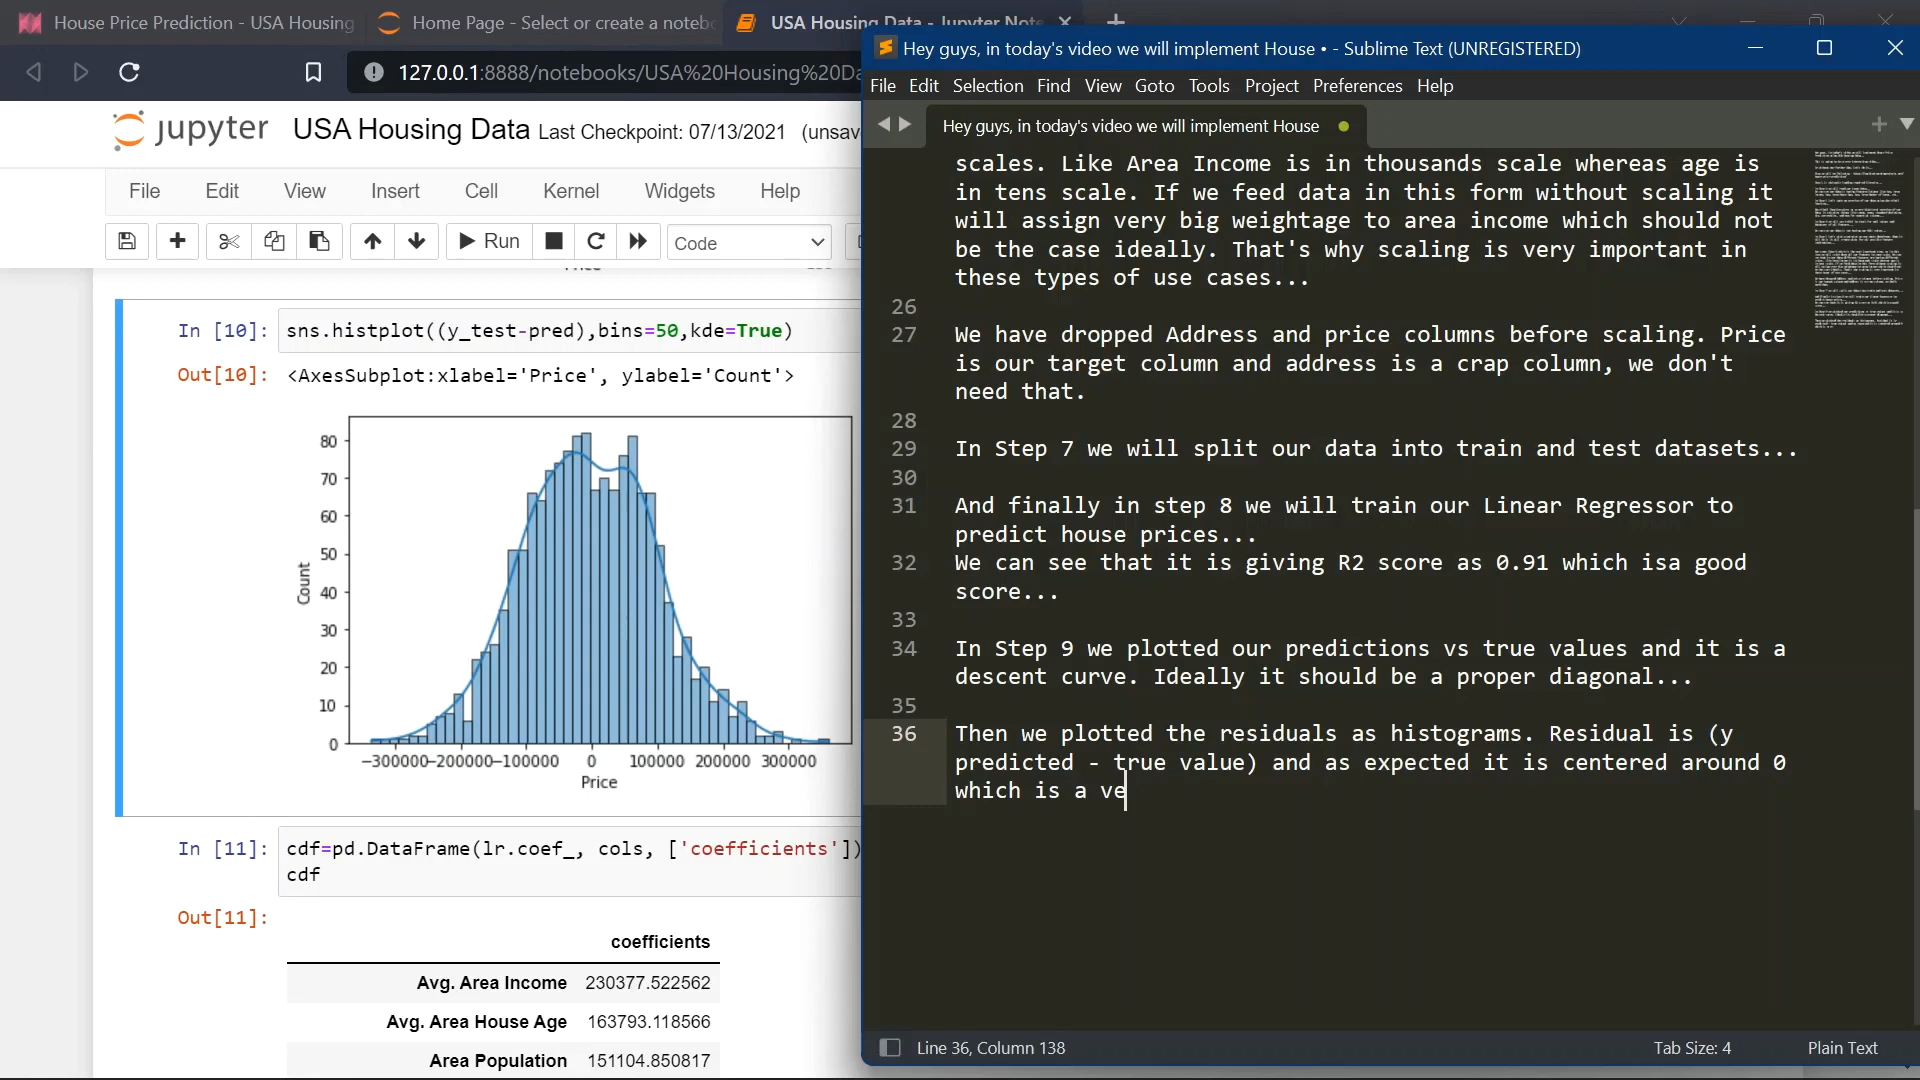 House Price Prediction - USA Housing
Home Page - Select or create a noteb
USA Housing Data - Jupyter Note
127.0.0.1:8888/notebooks/USA%20Housing%20Da
jupyter USA Housing Data Last Checkpoint: 07/13/2021 (unsav
File Edit View Insert Cell Kernel Widgets Help
Run Code
In [10]: sns.histplot((y_test-pred),bins=50,kde=True)
Out[10]: <AxesSubplot:xlabel='Price', ylabel='Count'>
80
70
60
50
40
30
20
10
0
Count
−300000−200000−100000 0 100000 200000 300000
Price
In [11]: cdf=pd.DataFrame(lr.coef_, cols, ['coefficients'])
cdf
Out[11]:
coefficients
Avg. Area Income 230377.522562
Avg. Area House Age 163793.118566
Area Population 151104.850817
Hey guys, in today's video we will implement House • - Sublime Text (UNREGISTERED)
File Edit Selection Find View Goto Tools Project Preferences Help
Hey guys, in today's video we will implement House
scales. Like Area Income is in thousands scale whereas age is
in tens scale. If we feed data in this form without scaling it
will assign very big weightage to area income which should not
be the case ideally. That's why scaling is very important in
these types of use cases...
26
27 We have dropped Address and price columns before scaling. Price
is our target column and address is a crap column, we don't
need that.
28
29 In Step 7 we will split our data into train and test datasets...
30
31 And finally in step 8 we will train our Linear Regressor to
predict house prices...
32 We can see that it is giving R2 score as 0.91 which isa good
score...
33
34 In Step 9 we plotted our predictions vs true values and it is a
descent curve. Ideally it should be a proper diagonal...
35
36 Then we plotted the residuals as histograms. Residual is (y
predicted - true value) and as expected it is centered around 0
which is a ve
Line 36, Column 138
Tab Size: 4
Plain Text